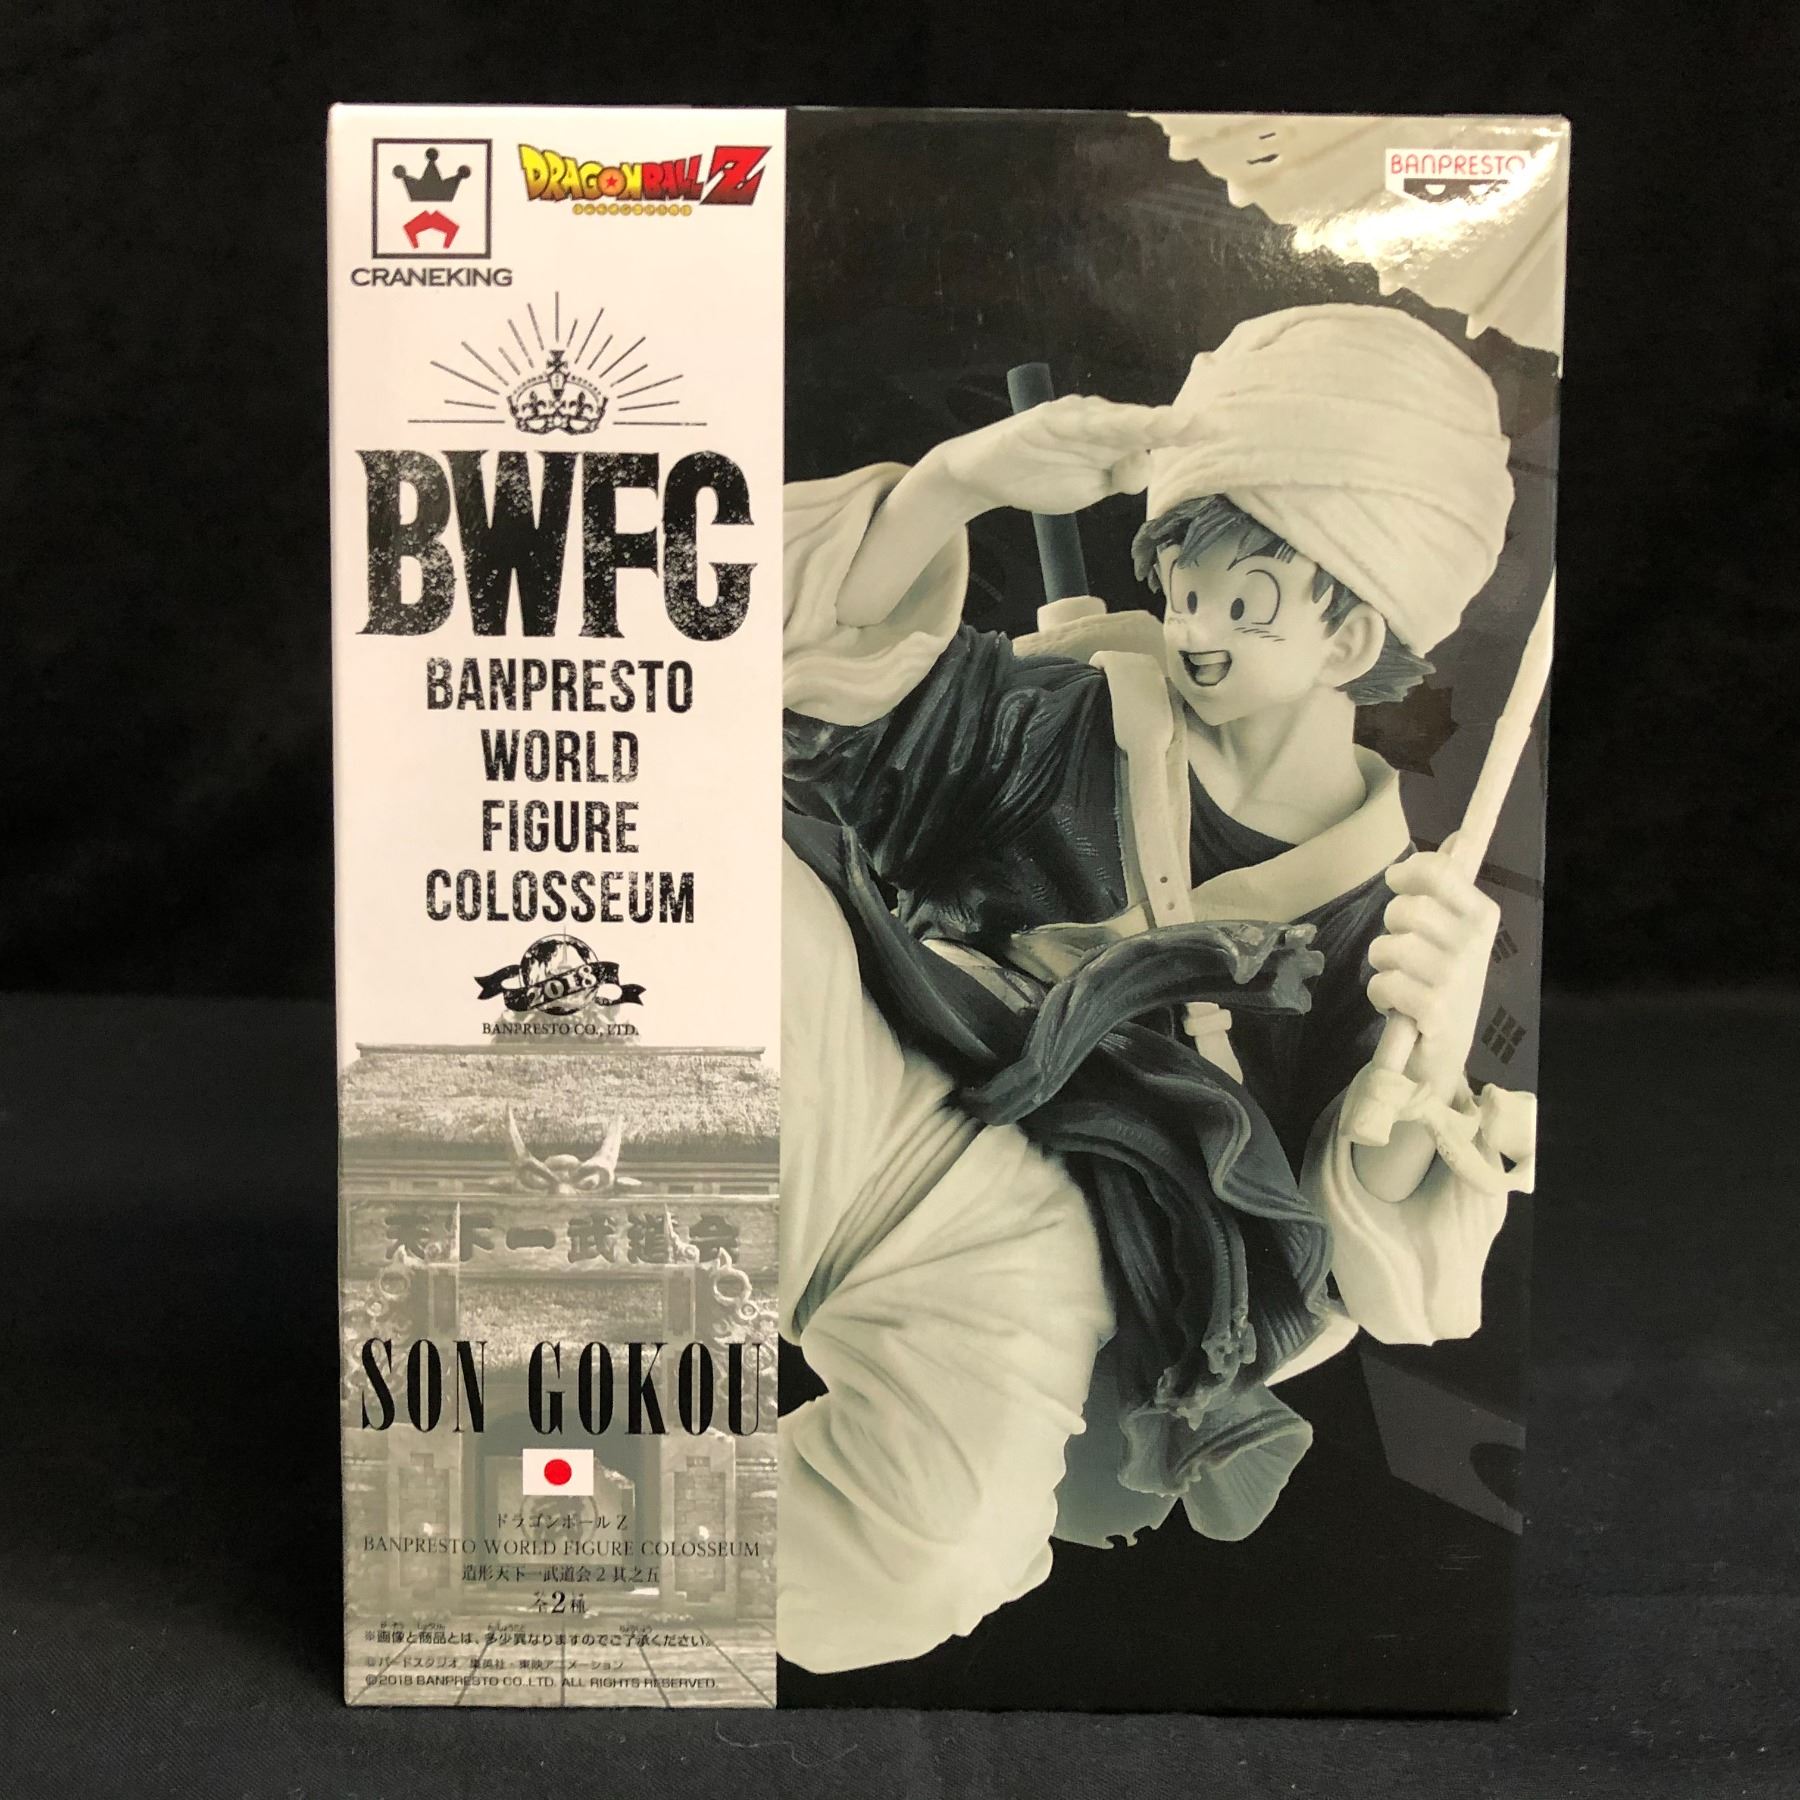 CRANEKING
DRAGONBALL Z
BANPRESTO
BWFC
BANPRESTO
WORLD
FIGURE
COLOSSEUM
2018
BANPRESTO CO., LTD.
天下一武道会
SON GOKOU
ドラゴンボールZ
BANPRESTO WORLD FIGURE COLOSSEUM
造形天下一武道会2 其之五
全2種
※画像と商品とは、多少異なりますのでご了承ください。
©バードスタジオ/集英社・東映アニメーション
©2018 BANPRESTO CO.,LTD. ALL RIGHTS RESERVED.